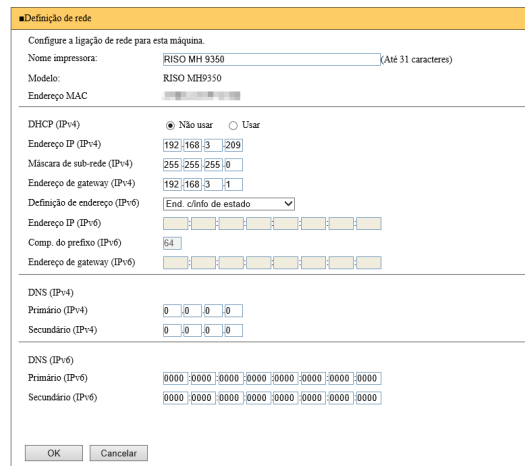 ■Definição de rede
Configure a ligação de rede para esta máquina.
Nome impressora: RISO MH 9350 (Até 31 caracteres)
Modelo: RISO MH9350
Endereço MAC
DHCP (IPv4) Não usar Usar
Endereço IP (IPv4) 192 .168 .3 .209
Máscara de sub-rede (IPv4) 255 .255 .255 .0
Endereço de gateway (IPv4) 192 .168 .3 .1
Definição de endereço (IPv6) End. c/info de estado
Endereço IP (IPv6) : : : : : : :
Comp. do prefixo (IPv6) 64
Endereço de gateway (IPv6) : : : : : : :
DNS (IPv4)
Primário (IPv4) 0 .0 .0 .0
Secundário (IPv4) 0 .0 .0 .0
DNS (IPv6)
Primário (IPv6) 0000 :0000 :0000 :0000 :0000 :0000 :0000 :0000
Secundário (IPv6) 0000 :0000 :0000 :0000 :0000 :0000 :0000 :0000
OK Cancelar